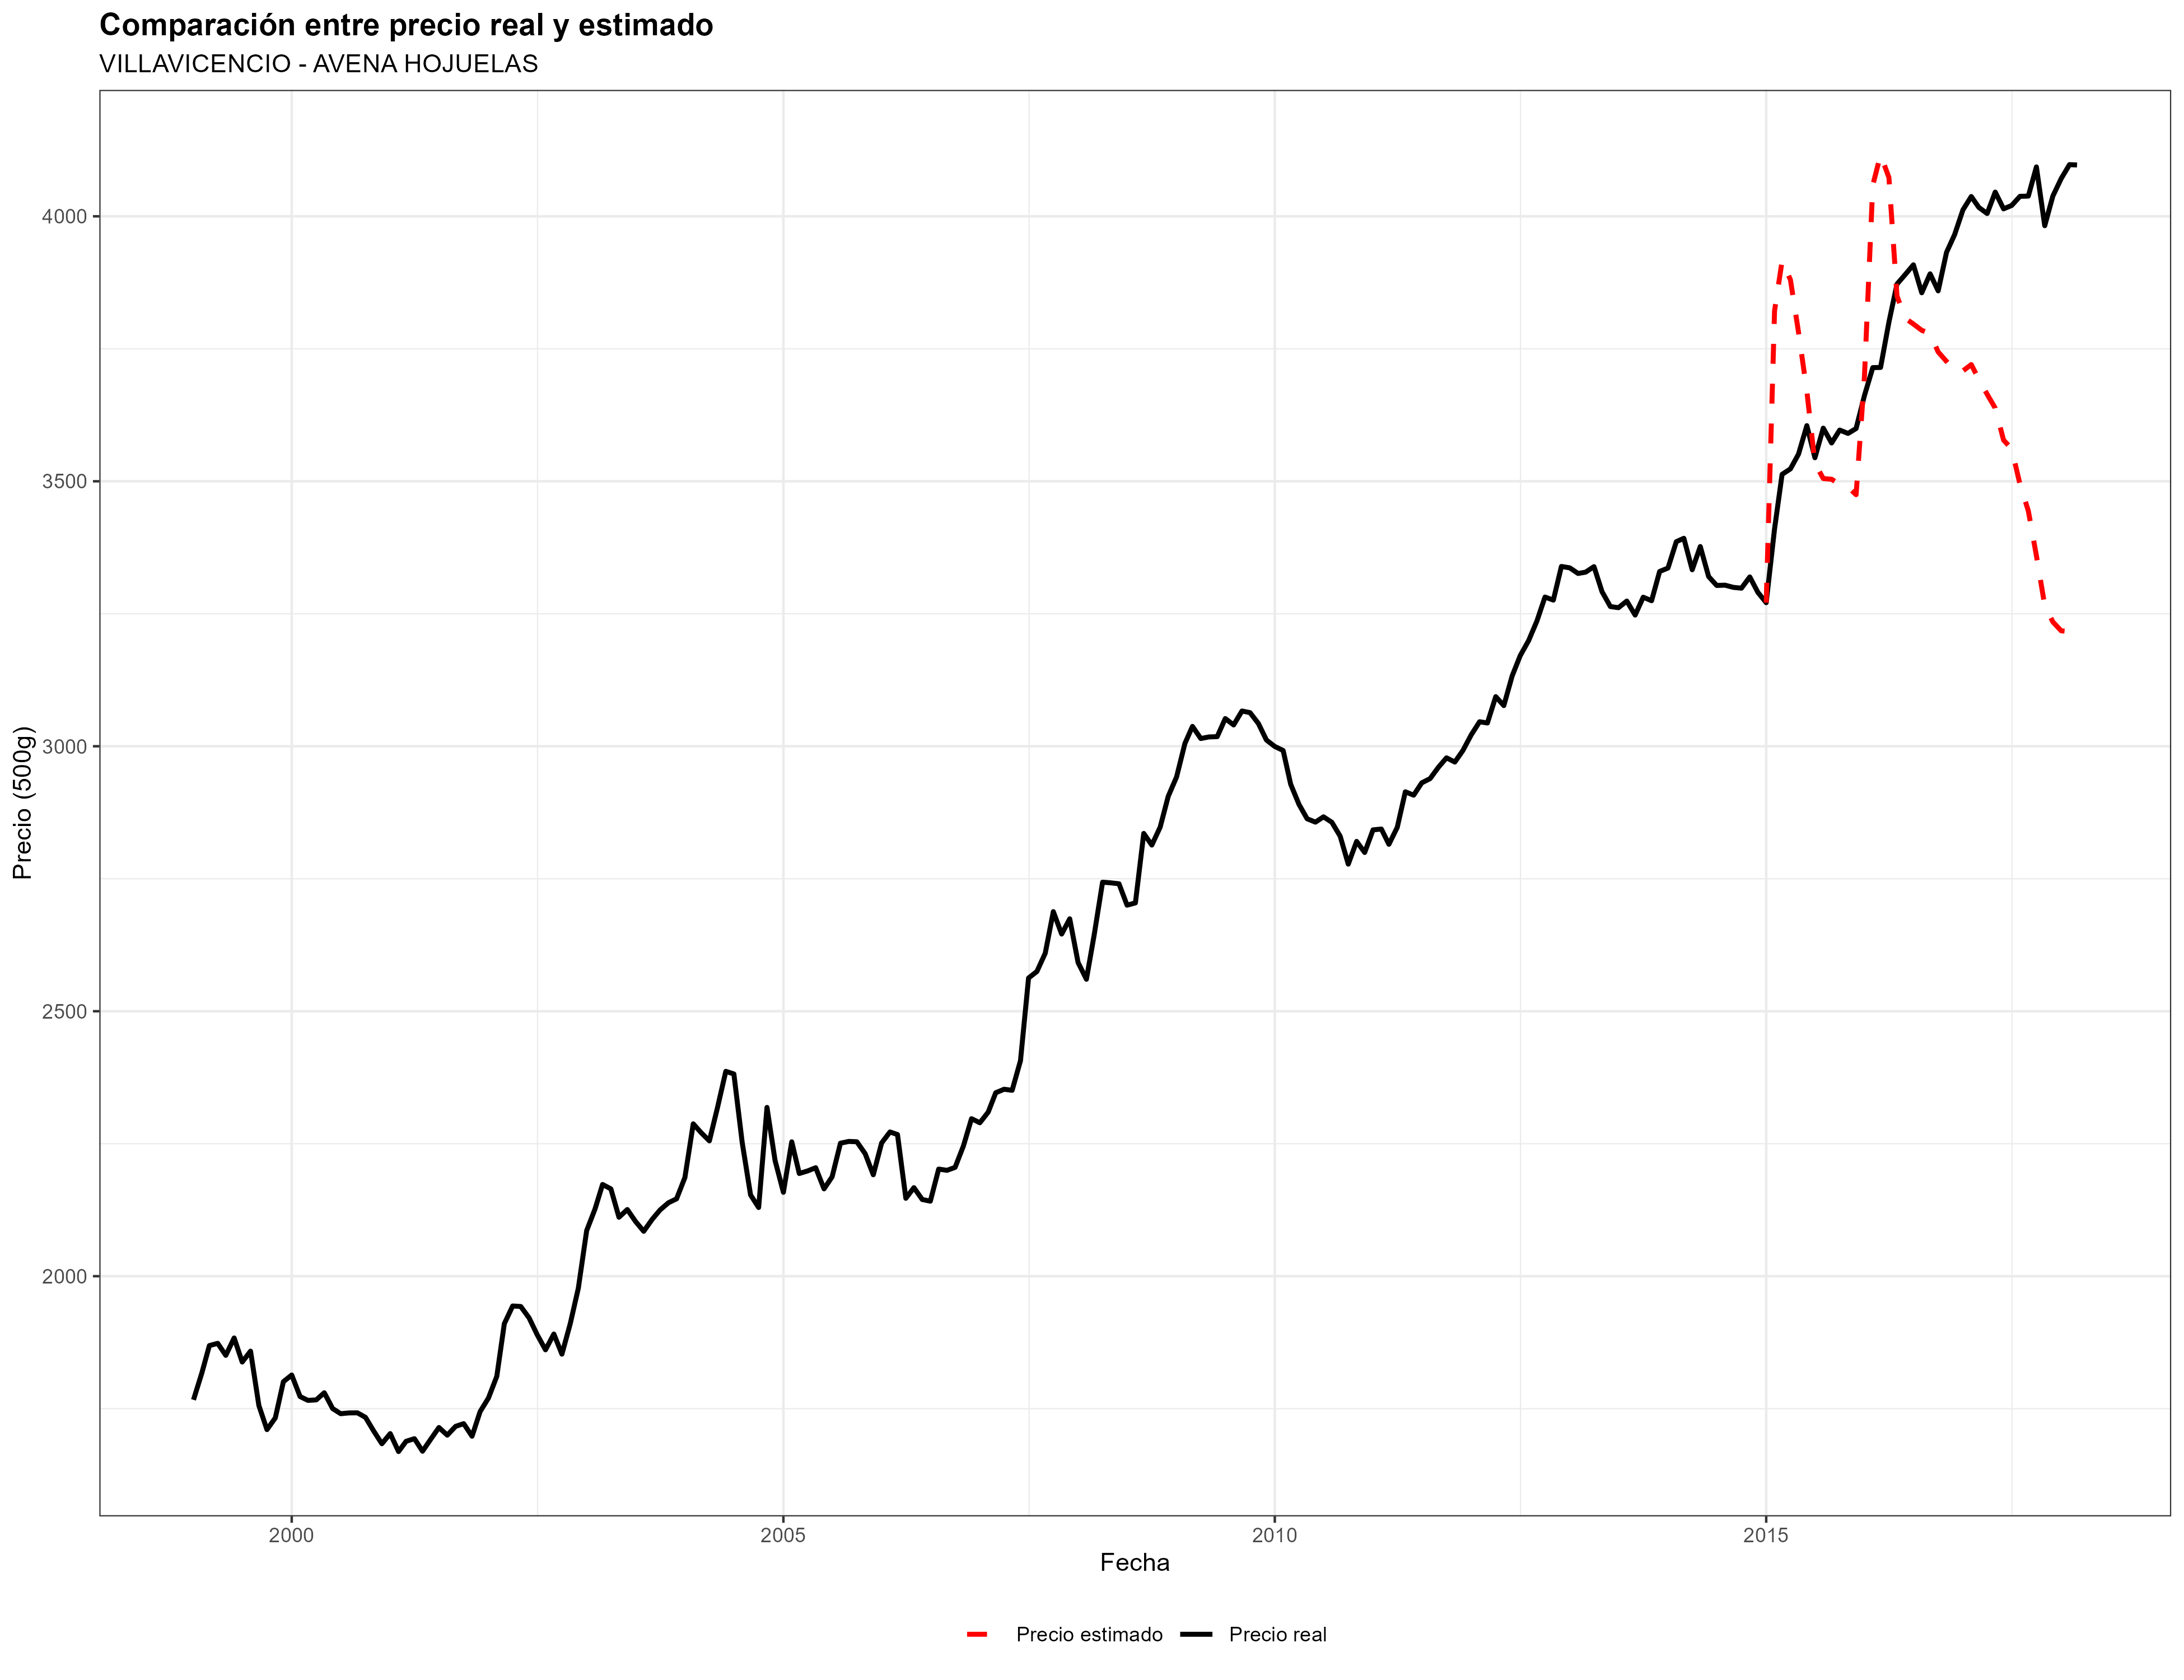 Comparación entre precio real y estimado
VILLAVICENCIO - AVENA HOJUELAS
Precio (500g)
4000
3500
3000
2500
2000
2000
2005
2010
2015
Fecha
Precio estimado
Precio real